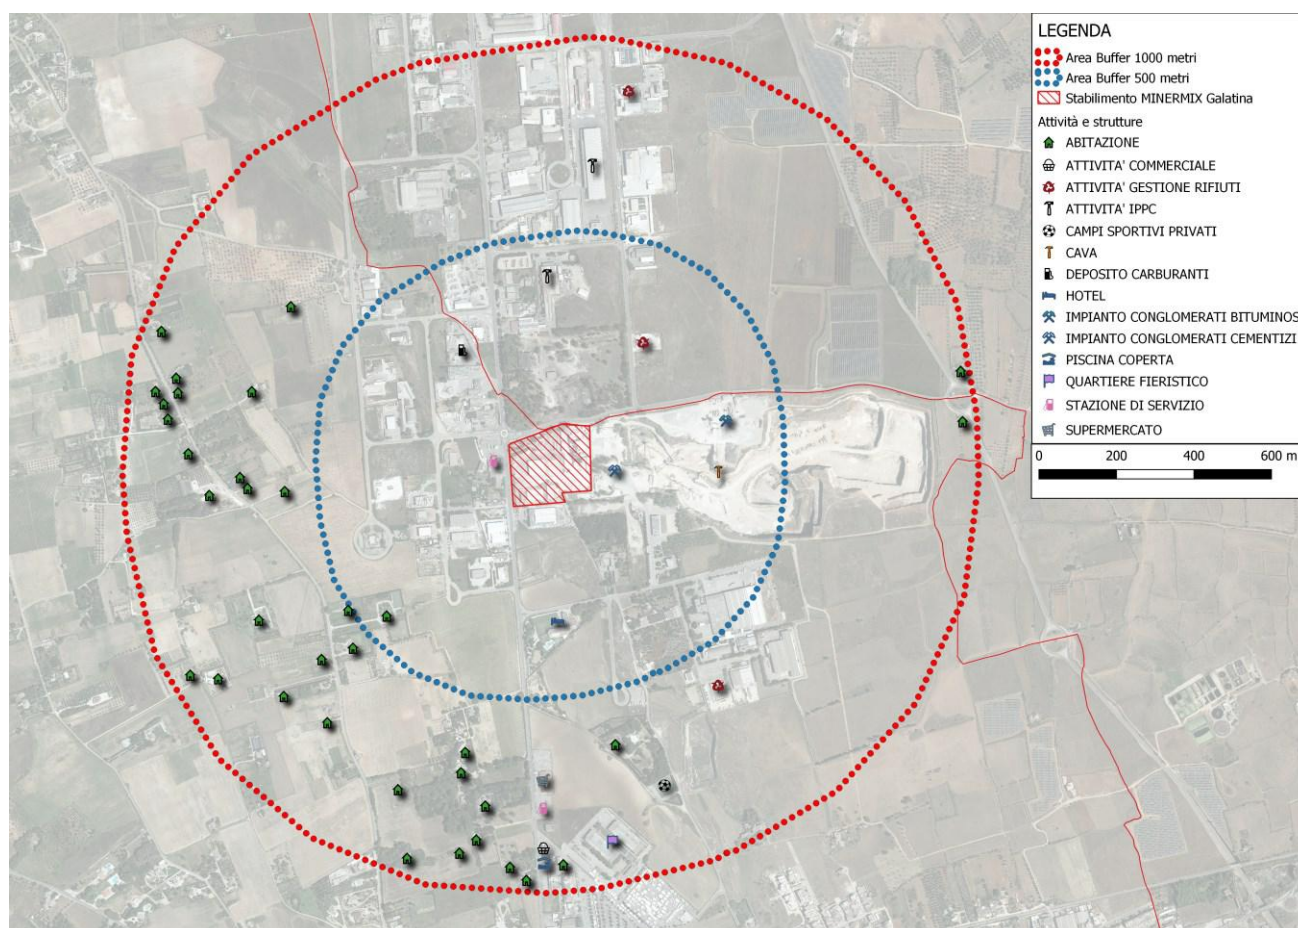 LEGENDA
Area Buffer 1000 metri
Area Buffer 500 metri
Stabilimento MINERMIX Galatina
Attività e strutture
ABITAZIONE
ATTIVITA' COMMERCIALE
ATTIVITA' GESTIONE RIFIUTI
ATTIVITA' IPPC
CAMPI SPORTIVI PRIVATI
CAVA
DEPOSITO CARBURANTI
HOTEL
IMPIANTO CONGLOMERATI BITUMINOS
IMPIANTO CONGLOMERATI CEMENTIZI
PISCINA COPERTA
QUARTIERE FIERISTICO
STAZIONE DI SERVIZIO
SUPERMERCATO
0 200 400 600 m